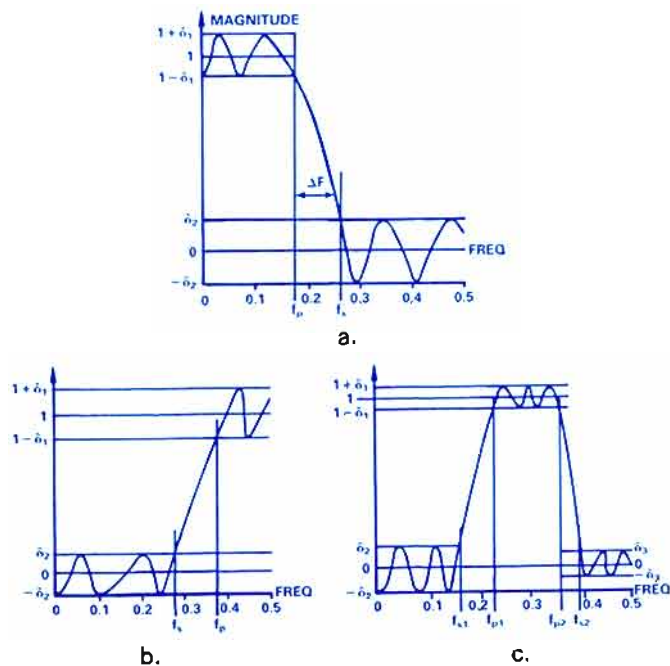 MAGNITUDE
1 + δ₁
1
1 − δ₁
ΔF
δ₂
0
FREQ
−δ₂
0 0.1 0.2 0.3 0.4 0.5
fₚ fₛ
a.
1 + δ₁
1
1 − δ₁
δ₂
0
FREQ
−δ₂
0 0.1 0.2 0.3 0.4 0.5
fₛ fₚ
b.
1 + δ₁
1
1 − δ₁
δ₂ δ₃
0 0
−δ₃
−δ₂ FREQ
0 0.1 0.2 0.3 0.4 0.5
fₛ₁ fₚ₁ fₚ₂ fₛ₂
c.